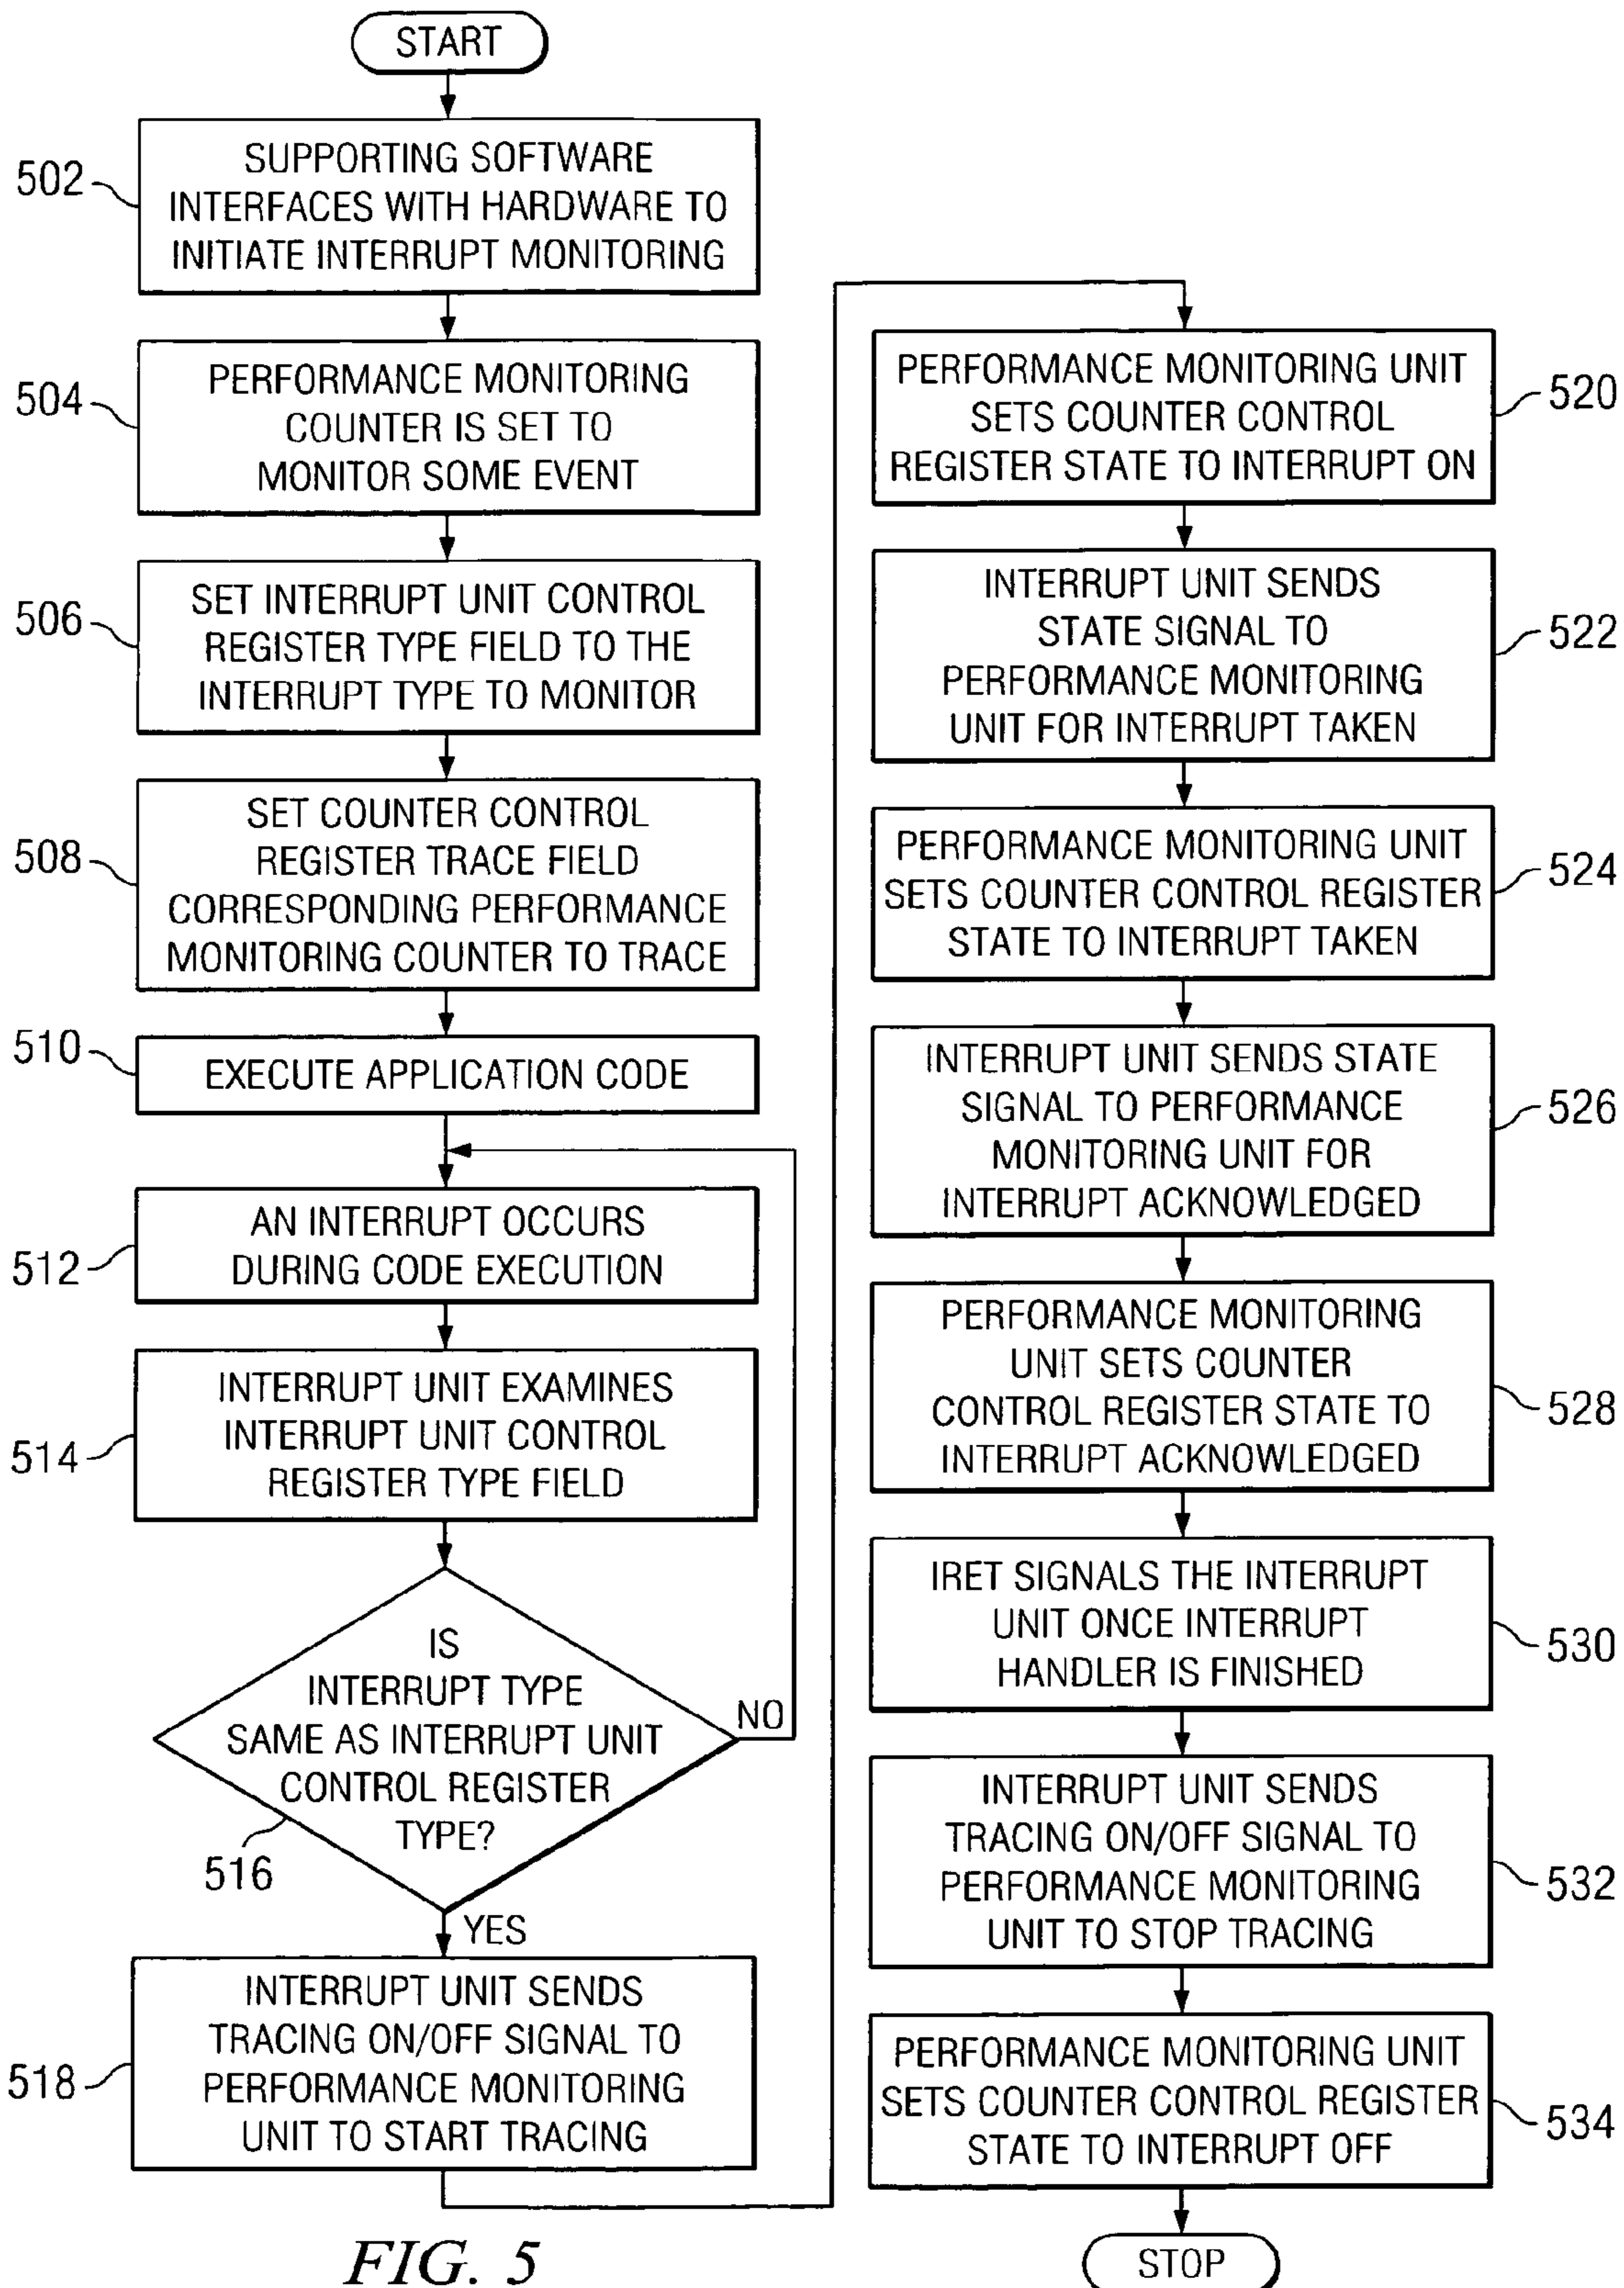 START
502
SUPPORTING SOFTWARE
INTERFACES WITH HARDWARE TO
INITIATE INTERRUPT MONITORING
504
PERFORMANCE MONITORING
COUNTER IS SET TO
MONITOR SOME EVENT
506
SET INTERRUPT UNIT CONTROL
REGISTER TYPE FIELD TO THE
INTERRUPT TYPE TO MONITOR
508
SET COUNTER CONTROL
REGISTER TRACE FIELD
CORRESPONDING PERFORMANCE
MONITORING COUNTER TO TRACE
510
EXECUTE APPLICATION CODE
512
AN INTERRUPT OCCURS
DURING CODE EXECUTION
514
INTERRUPT UNIT EXAMINES
INTERRUPT UNIT CONTROL
REGISTER TYPE FIELD
IS
INTERRUPT TYPE
SAME AS INTERRUPT UNIT
CONTROL REGISTER
TYPE?
516
NO
YES
518
INTERRUPT UNIT SENDS
TRACING ON/OFF SIGNAL TO
PERFORMANCE MONITORING
UNIT TO START TRACING
PERFORMANCE MONITORING UNIT
SETS COUNTER CONTROL
REGISTER STATE TO INTERRUPT ON
520
INTERRUPT UNIT SENDS
STATE SIGNAL TO
PERFORMANCE MONITORING
UNIT FOR INTERRUPT TAKEN
522
PERFORMANCE MONITORING UNIT
SETS COUNTER CONTROL REGISTER
STATE TO INTERRUPT TAKEN
524
INTERRUPT UNIT SENDS STATE
SIGNAL TO PERFORMANCE
MONITORING UNIT FOR
INTERRUPT ACKNOWLEDGED
526
PERFORMANCE MONITORING
UNIT SETS COUNTER
CONTROL REGISTER STATE TO
INTERRUPT ACKNOWLEDGED
528
IRET SIGNALS THE INTERRUPT
UNIT ONCE INTERRUPT
HANDLER IS FINISHED
530
INTERRUPT UNIT SENDS
TRACING ON/OFF SIGNAL TO
PERFORMANCE MONITORING
UNIT TO STOP TRACING
532
PERFORMANCE MONITORING UNIT
SETS COUNTER CONTROL REGISTER
STATE TO INTERRUPT OFF
534
STOP
FIG. 5